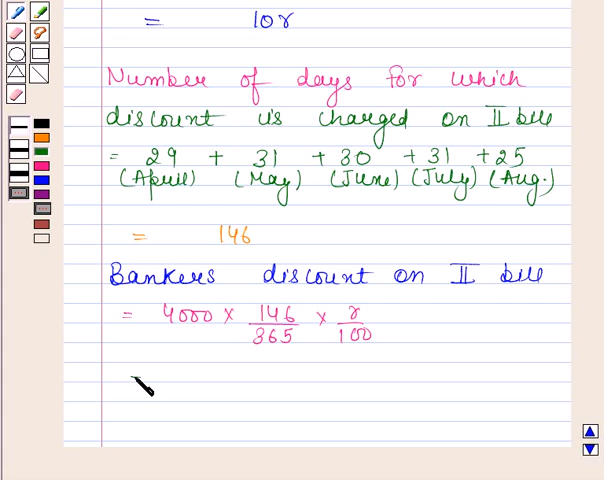 = 10r
Number of days for which
discount is charged on II bill
= 29 + 31 + 30 + 31 + 25
(April) (May) (June) (July) (Aug.)
= 146
Bankers discount on II bill
= 4000 × 146/365 × r/100